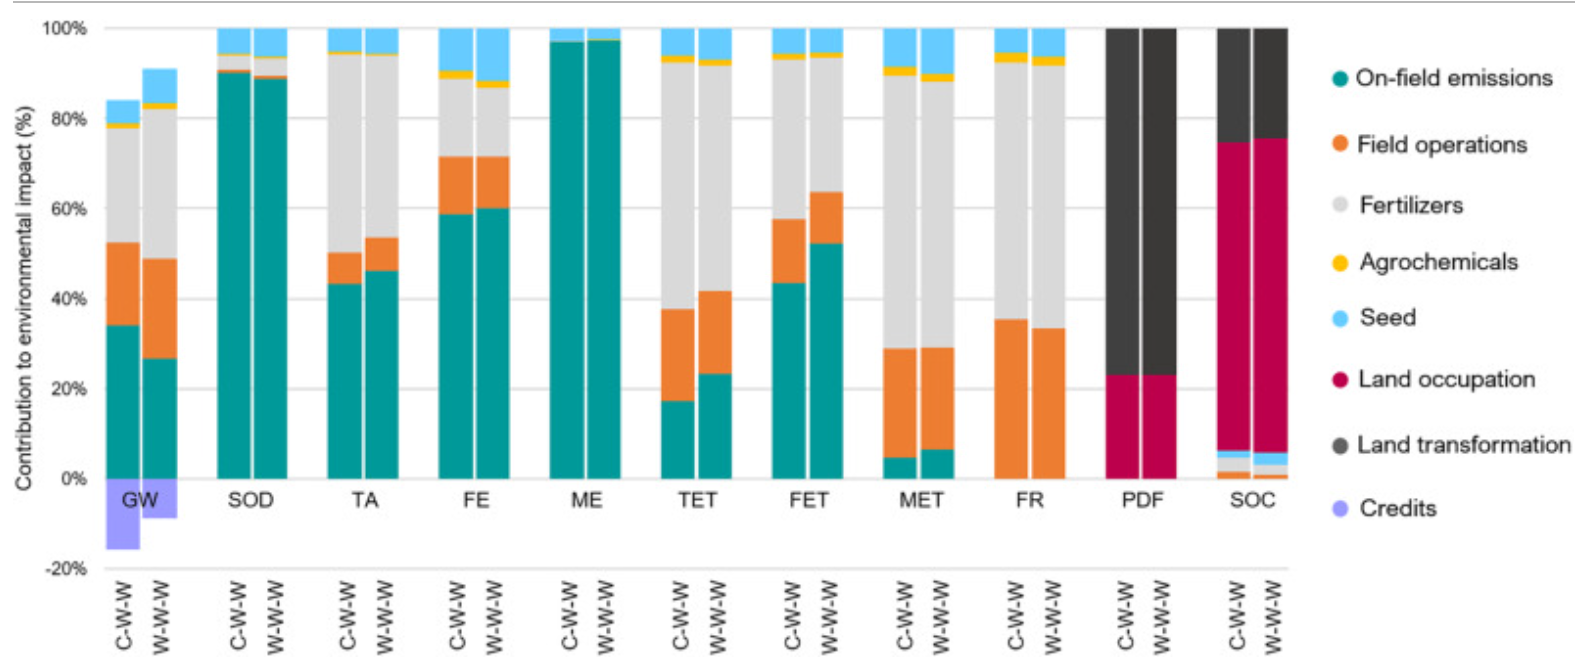 Contribution to environmental impact (%)
100%
80%
60%
40%
20%
0%
-20%
GW SOD TA FE ME TET FET MET FR PDF SOC
C-W-W W-W-W C-W-W W-W-W C-W-W W-W-W C-W-W W-W-W C-W-W W-W-W C-W-W W-W-W C-W-W W-W-W C-W-W W-W-W C-W-W W-W-W C-W-W W-W-W C-W-W W-W-W
On-field emissions
Field operations
Fertilizers
Agrochemicals
Seed
Land occupation
Land transformation
Credits